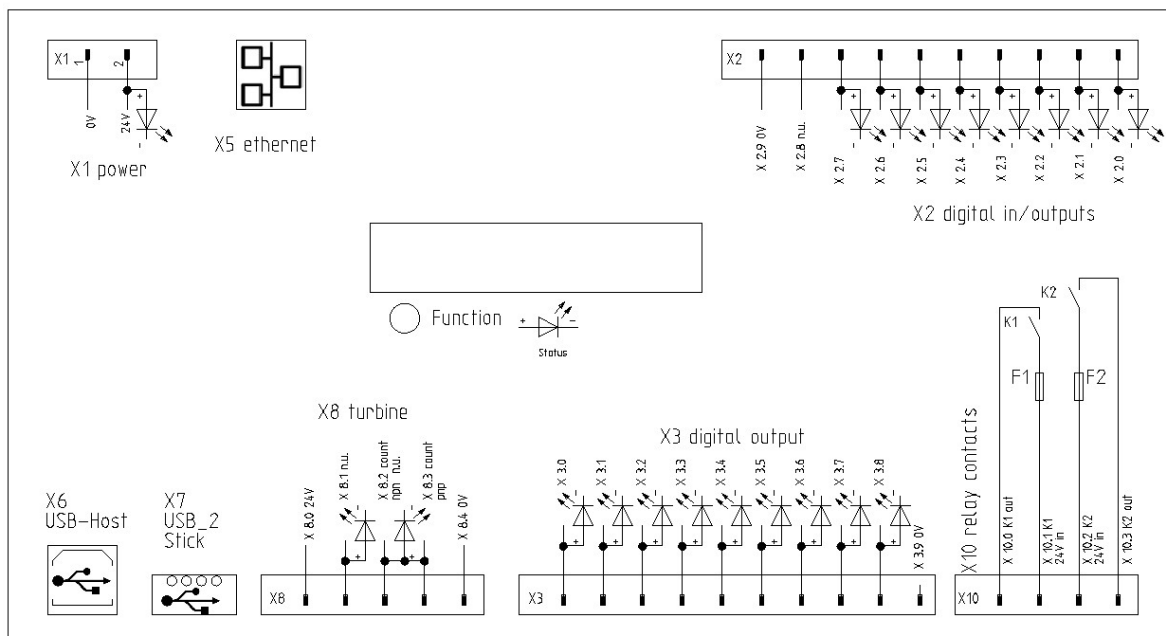 X1
1
2
0V
24V
+
-
X1 power
X5 ethernet
X2
+
+
+
+
+
+
+
+
-
-
-
-
-
-
-
-
X 2.9 0V
X 2.8 n.u.
X 2.7
X 2.6
X 2.5
X 2.4
X 2.3
X 2.2
X 2.1
X 2.0
X2 digital in/outputs
Function
+
-
Status
K1
K2
F1
F2
X10 relay contacts
X 10.0 K1 out
X 10.1 K1
24V in
X 10.2 K2
24V in
X 10.3 K2 out
X10
X8 turbine
X 8.0 24V
X 8.1 n.u.
X 8.2 count
npn n.u.
X 8.3 count
pnp
X 8.4 0V
-
-
+
+
X8
X3 digital output
X 3.0
X 3.1
X 3.2
X 3.3
X 3.4
X 3.5
X 3.6
X 3.7
X 3.8
X 3.9 0V
-
-
-
-
-
-
-
-
-
+
+
+
+
+
+
+
+
+
X3
X6
USB-Host
X7
USB_2
Stick